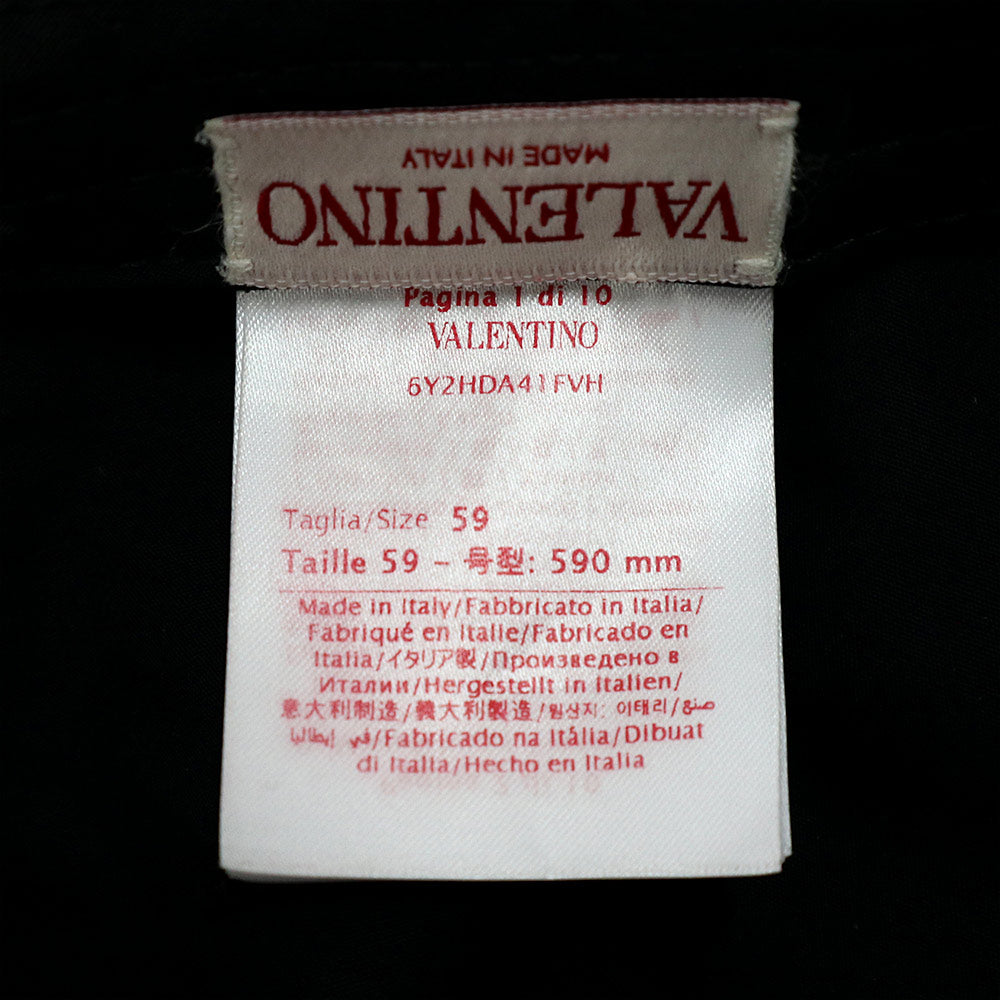 MADE IN ITALY
VALENTINO
Pagina 1 di 10
VALENTINO
6Y2HDA41FVH
Taglia/Size 59
Taille 59 – 号型: 590 mm
Made in Italy/Fabbricato in Italia/
Fabriqué en Italie/Fabricado en
Italia/イタリア製/Произведено в
Италии/Hergestellt in Italien/
意大利制造/義大利製造/원산지: 이태리/صنع
في إيطاليا/Fabricado na Itália/Dibuat
di Italia/Hecho en Italia